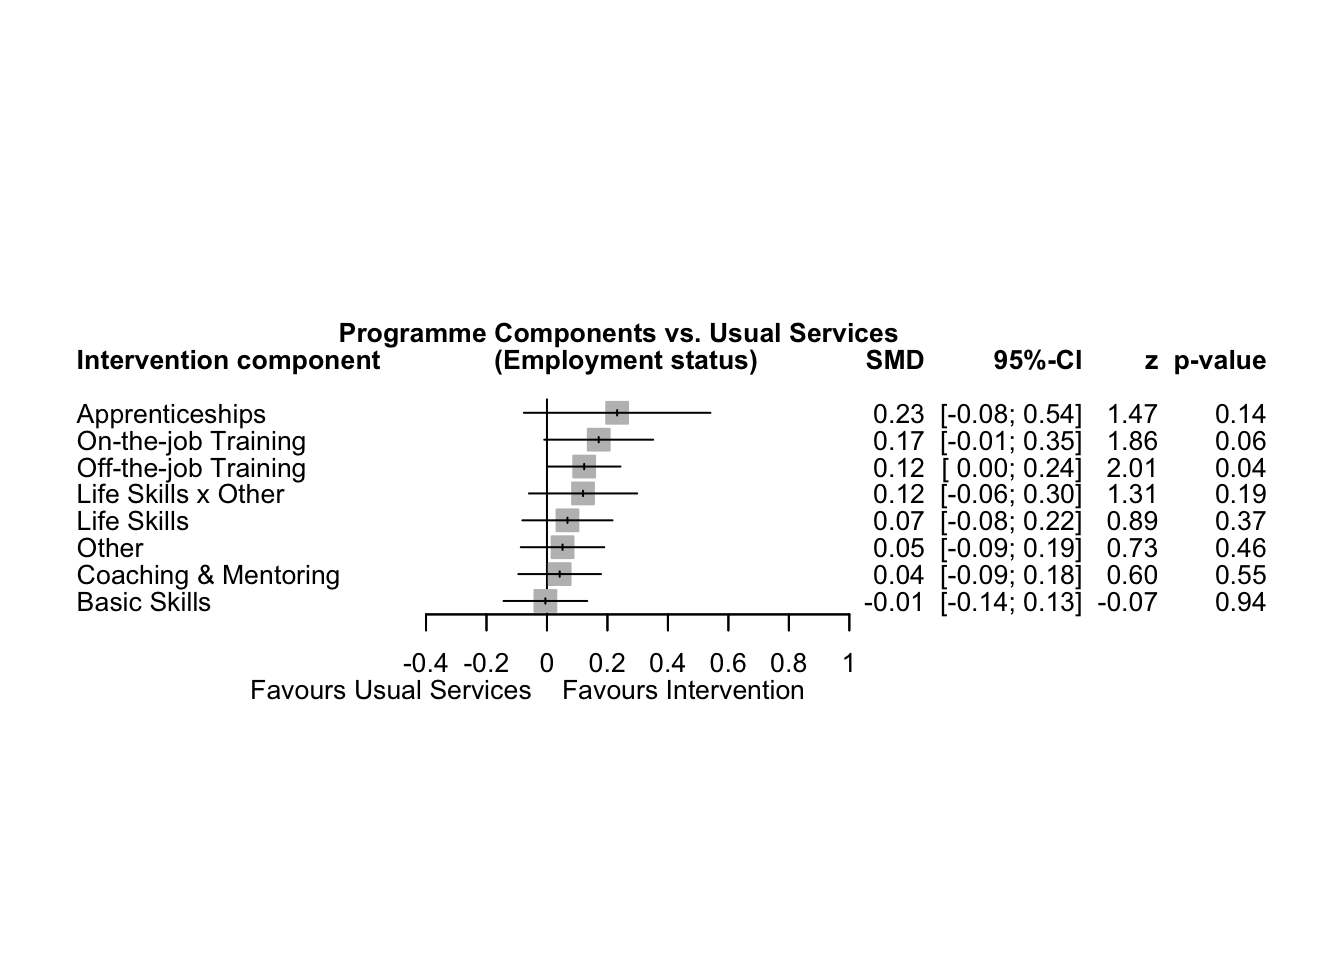 Programme Components vs. Usual Services
Intervention component (Employment status) SMD 95%-CI z p-value
Apprenticeships 0.23 [-0.08; 0.54] 1.47 0.14
On-the-job Training 0.17 [-0.01; 0.35] 1.86 0.06
Off-the-job Training 0.12 [ 0.00; 0.24] 2.01 0.04
Life Skills x Other 0.12 [-0.06; 0.30] 1.31 0.19
Life Skills 0.07 [-0.08; 0.22] 0.89 0.37
Other 0.05 [-0.09; 0.19] 0.73 0.46
Coaching & Mentoring 0.04 [-0.09; 0.18] 0.60 0.55
Basic Skills -0.01 [-0.14; 0.13] -0.07 0.94
-0.4 -0.2 0 0.2 0.4 0.6 0.8 1
Favours Usual Services Favours Intervention